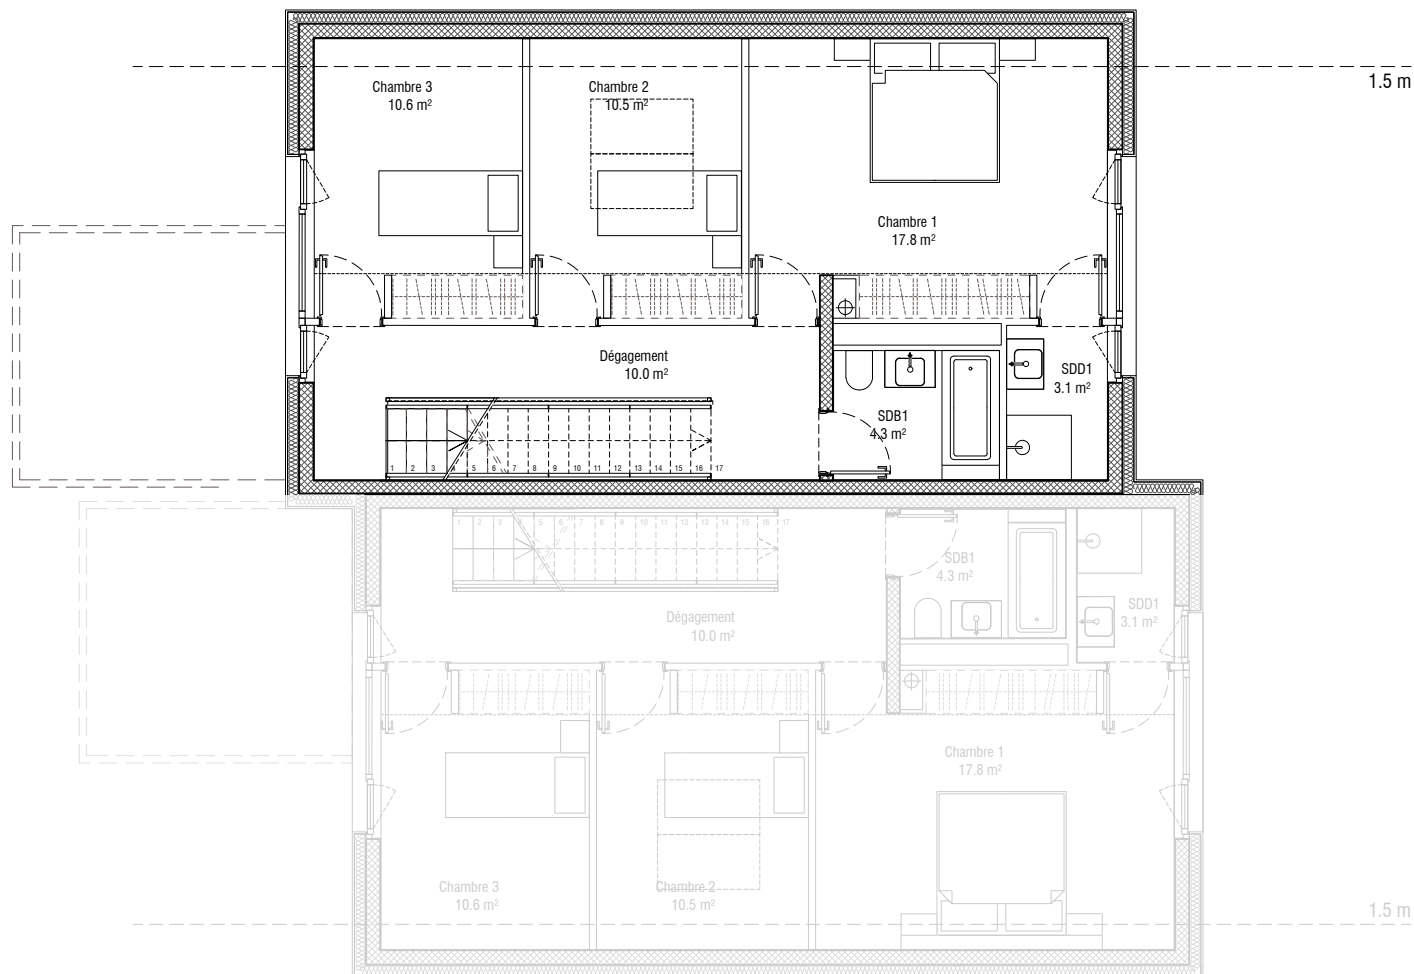 Chambre 3
10.6 m²
Chambre 2
10.5 m²
1.5 m
Chambre 1
17.8 m²
Dégagement
10.0 m²
SDD1
3.1 m²
SDB1
4.3 m²
1 2 3 4 5 6 7 8 9 10 11 12 13 14 15 16 17
1 2 3 4 5 6 7 8 9 10 11 12 13 14 15 16 17
SDB1
4.3 m²
Dégagement
10.0 m²
SDD1
3.1 m²
Chambre 1
17.8 m²
Chambre 3
10.6 m²
Chambre 2
10.5 m²
1.5 m